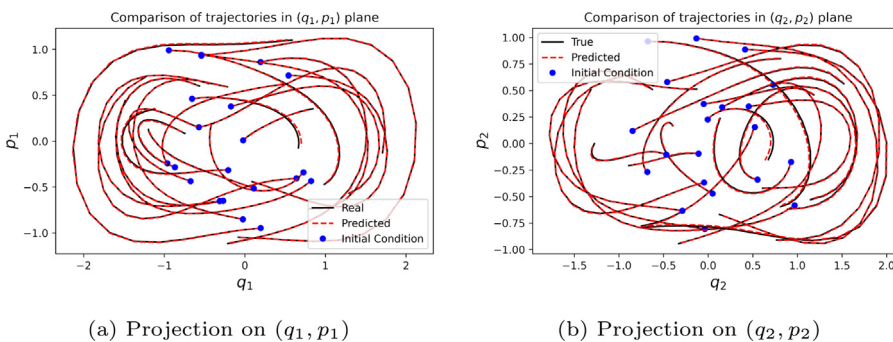 Comparison of trajectories in (q₁, p₁) plane
1.0
0.5
0.0
−0.5
−1.0
p₁
−2
−1
0
1
2
q₁
Real
Predicted
Initial Condition
(a) Projection on (q₁, p₁)
Comparison of trajectories in (q₂, p₂) plane
1.00
0.75
0.50
0.25
0.00
−0.25
−0.50
−0.75
−1.00
p₂
−1.5
−1.0
−0.5
0.0
0.5
1.0
1.5
2.0
q₂
True
Predicted
Initial Condition
(b) Projection on (q₂, p₂)